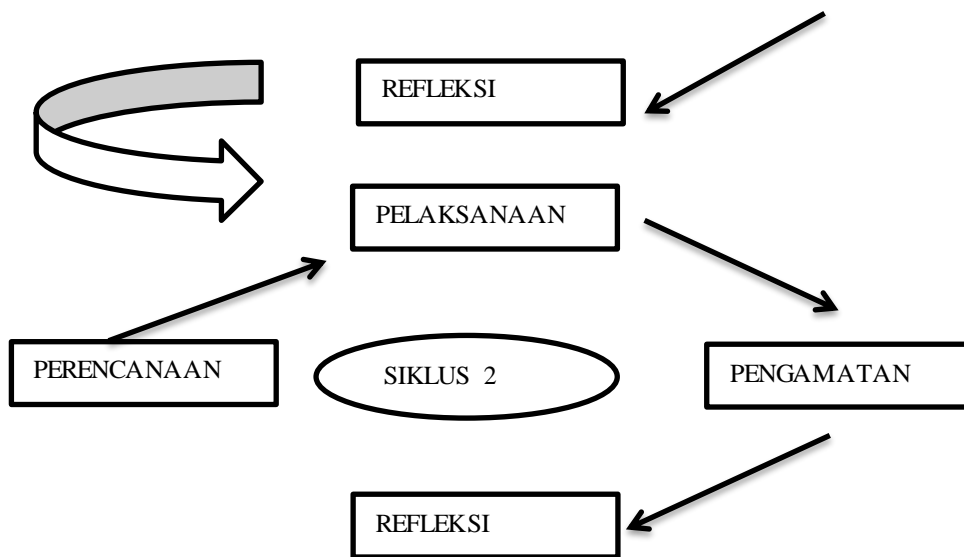 REFLEKSI
PELAKSANAAN
PERENCANAAN
SIKLUS 2
PENGAMATAN
REFLEKSI